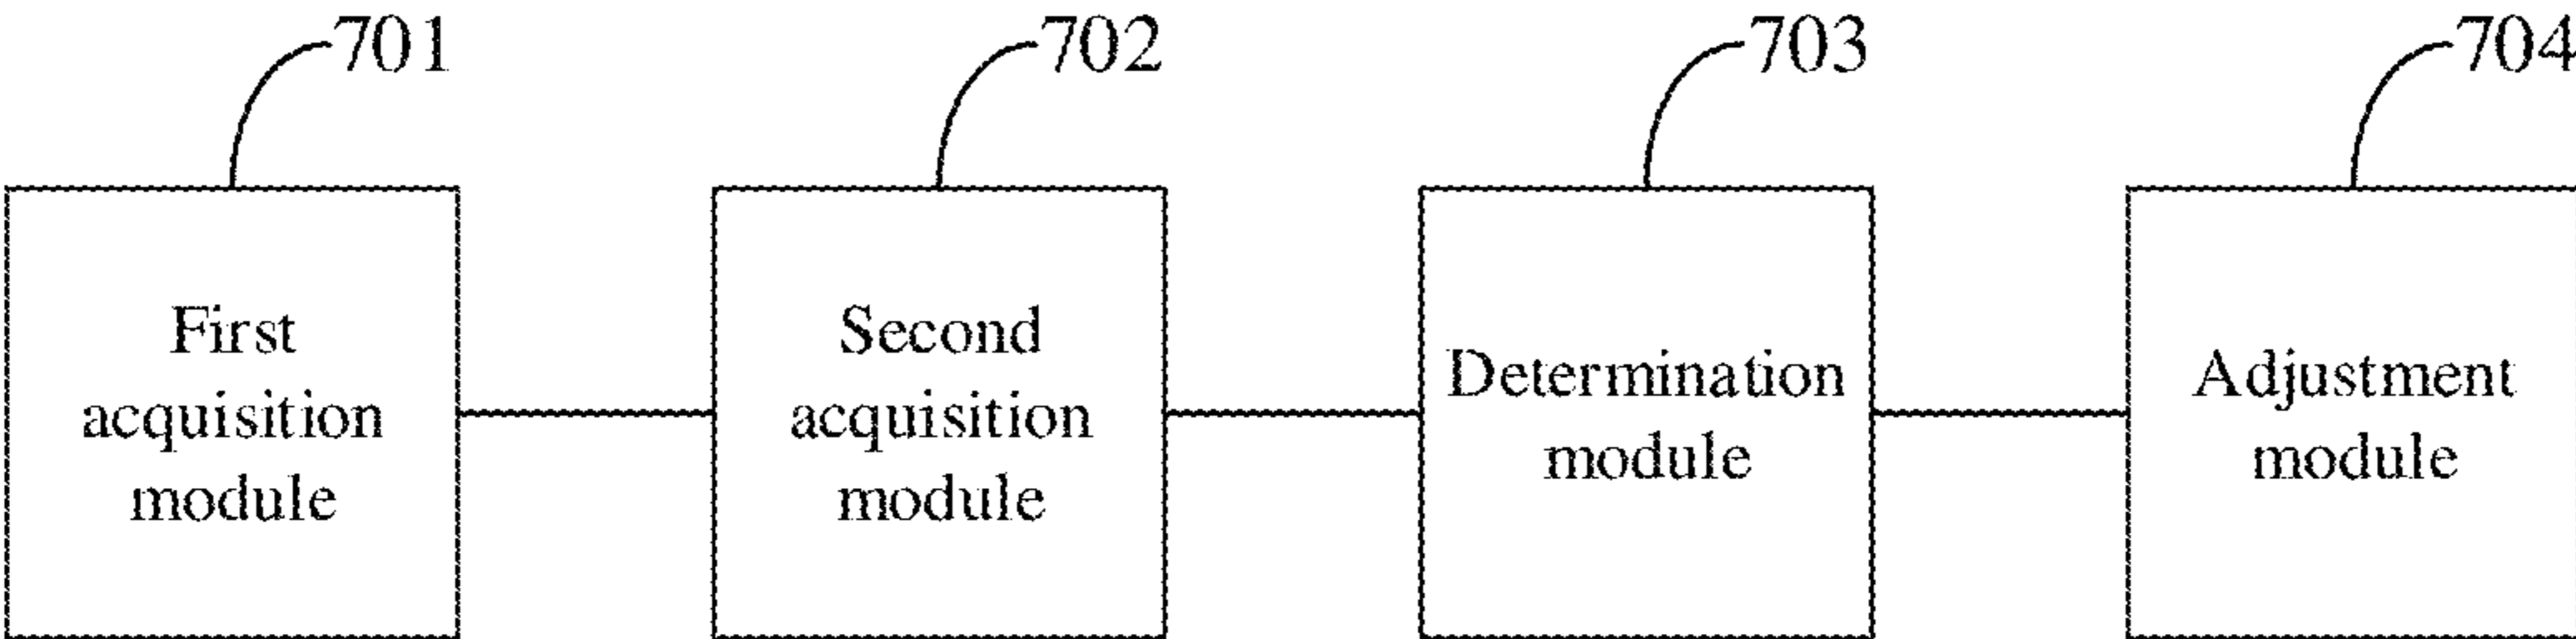 701
702
703
704
First
acquisition
module
Second
acquisition
module
Determination
module
Adjustment
module